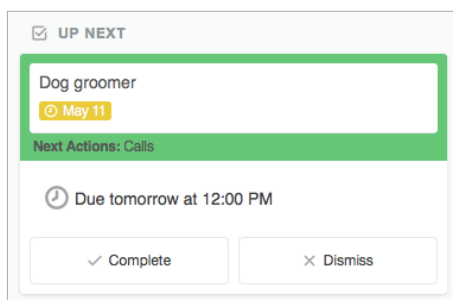 UP NEXT
Dog groomer
May 11
Next Actions: Calls
Due tomorrow at 12:00 PM
Complete
Dismiss